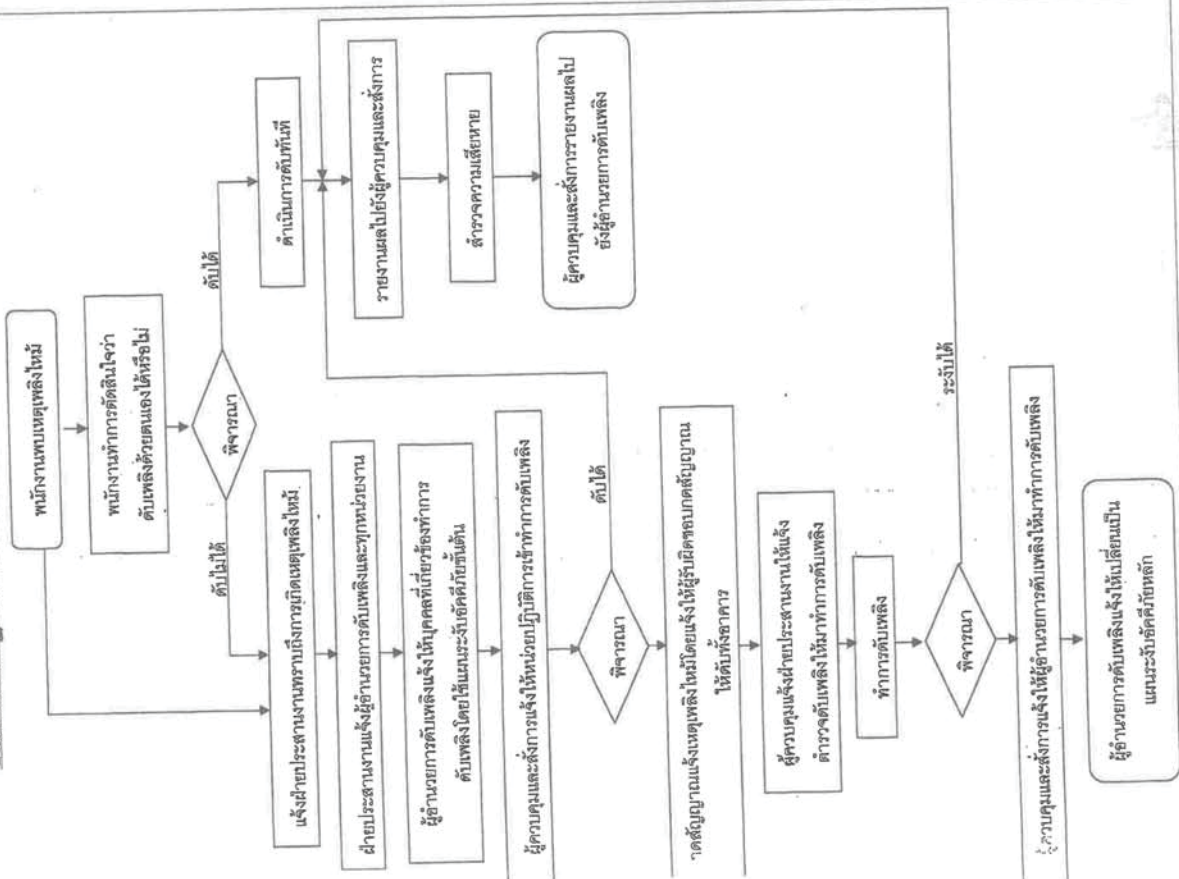 พนักงานพบเหตุเพลิงไหม้
พนักงานทำการตัดสินใจว่า
ดับเพลิงด้วยตนเองได้หรือไม่
พิจารณา
ดับได้
ดับไม่ได้
ดำเนินการดับทันที
รายงานผลไปยังผู้ควบคุมและสั่งการ
สำรวจความเสียหาย
ผู้ควบคุมและสั่งการรายงานผลไป
ยังผู้อำนวยการดับเพลิง
แจ้งฝ่ายประสานงานทราบถึงการเกิดเหตุเพลิงไหม้
ฝ่ายประสานงานแจ้งผู้อำนวยการดับเพลิงและทุกหน่วยงาน
ผู้อำนวยการดับเพลิงแจ้งให้บุคคลที่เกี่ยวข้องทำการ
ดับเพลิงโดยใช้แผนระงับอัคคีภัยขั้นต้น
ผู้ควบคุมและสั่งการแจ้งให้หน่วยปฏิบัติการเข้าทำการดับเพลิง
พิจารณา
ดับได้
กดสัญญาณแจ้งเหตุเพลิงไหม้โดยแจ้งให้ผู้รับผิดชอบกดสัญญาณ
ให้ดับทั้งอาคาร
ผู้ควบคุมแจ้งฝ่ายประสานงานให้แจ้ง
ตำรวจดับเพลิงให้มาทำการดับเพลิง
ทำการดับเพลิง
พิจารณา
ระงับได้
ผู้ควบคุมและสั่งการแจ้งให้ผู้อำนวยการดับเพลิงให้มาทำการดับเพลิง
ผู้อำนวยการดับเพลิงแจ้งให้เปลี่ยนเป็น
แผนระงับอัคคีภัยหลัก